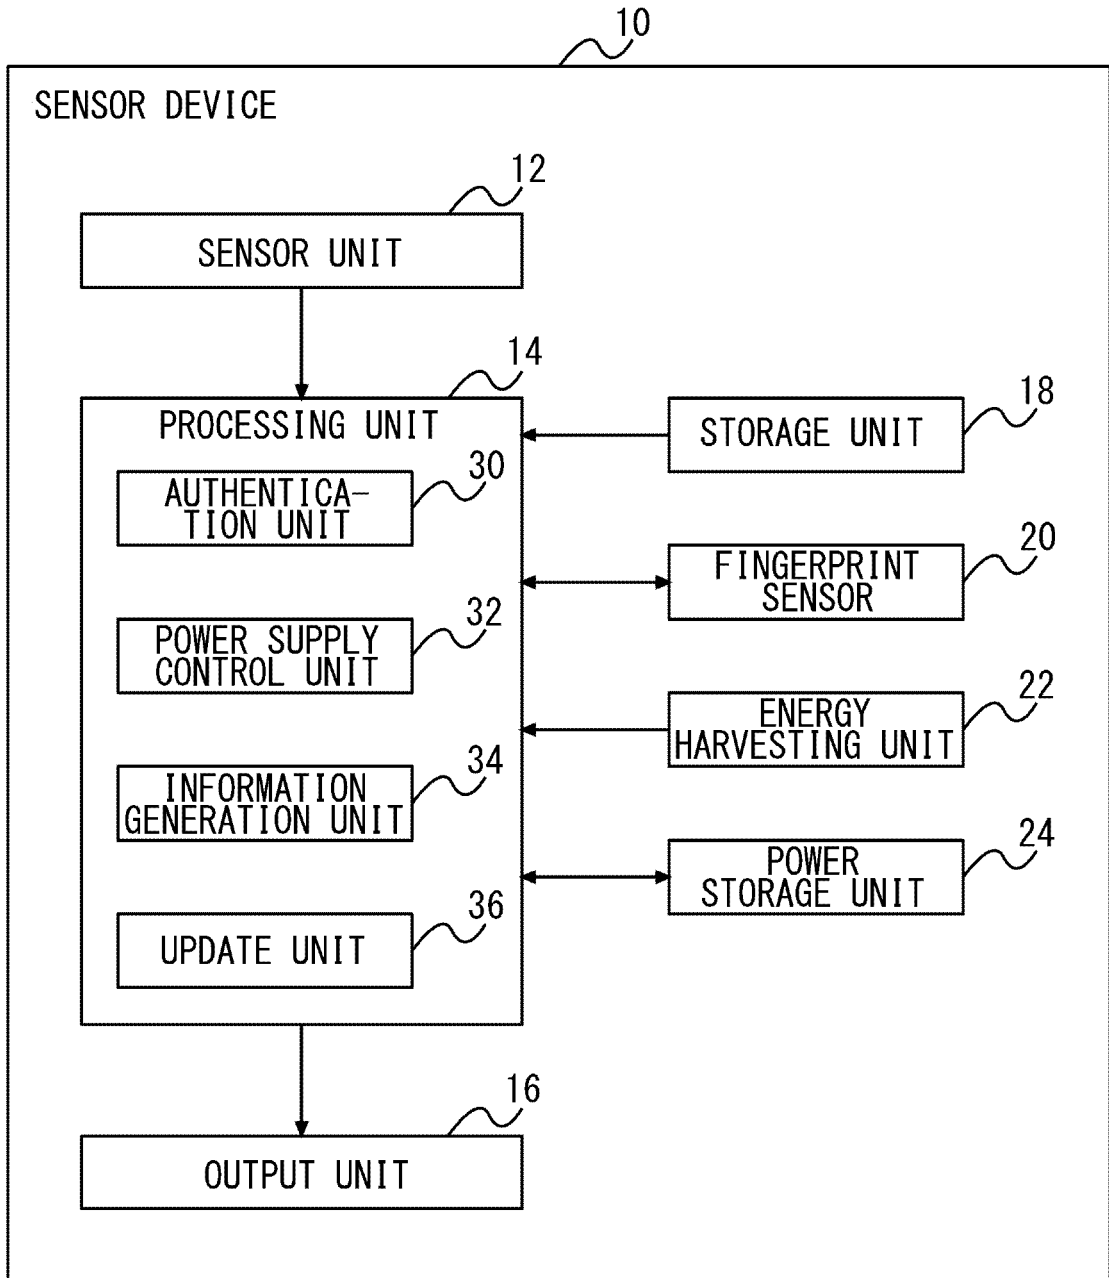 10
SENSOR DEVICE
12
SENSOR UNIT
14
PROCESSING UNIT
18
STORAGE UNIT
30
AUTHENTICA-
TION UNIT
20
FINGERPRINT
SENSOR
32
POWER SUPPLY
CONTROL UNIT
22
ENERGY
HARVESTING UNIT
34
INFORMATION
GENERATION UNIT
24
POWER
STORAGE UNIT
36
UPDATE UNIT
16
OUTPUT UNIT